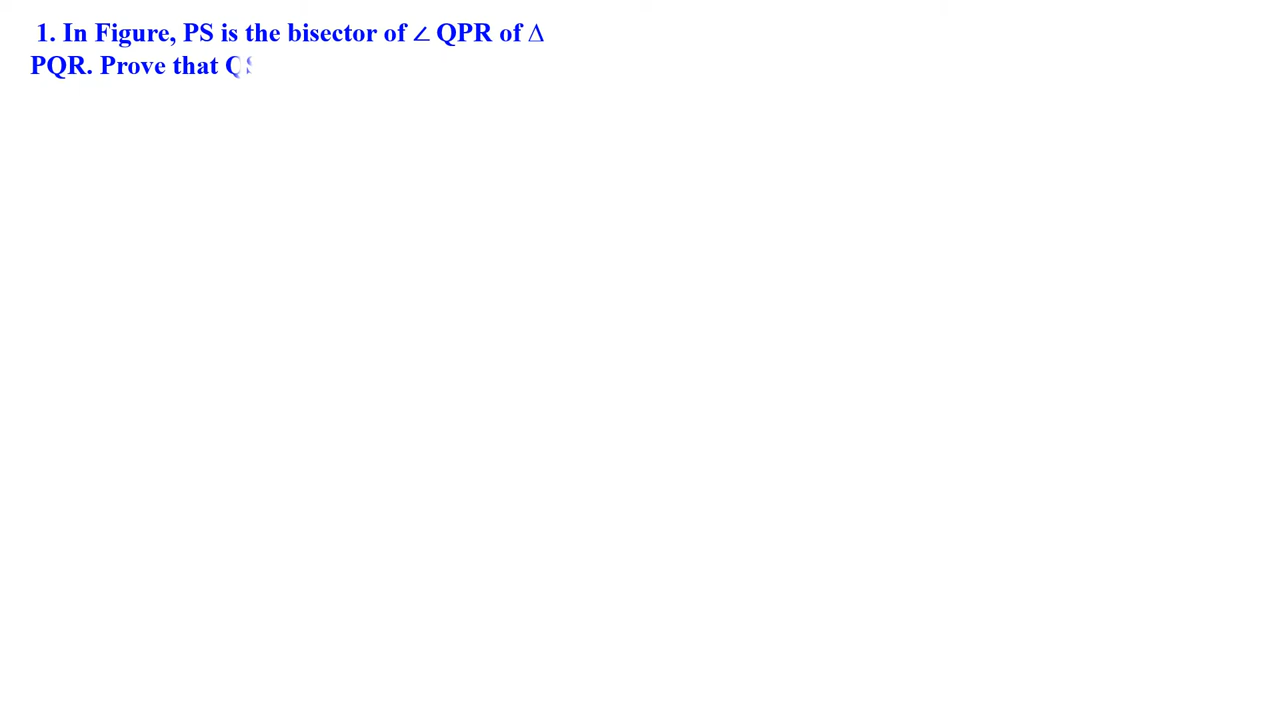 1. In Figure, PS is the bisector of ∠ QPR of ∆
PQR. Prove that